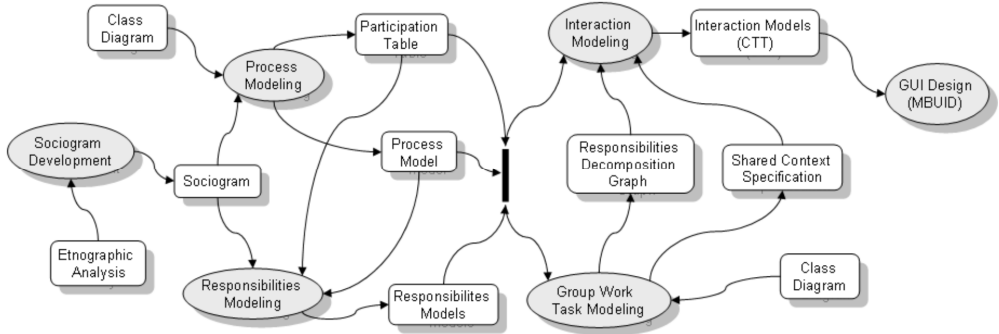 Class
Diagram
Participation
Table
Interaction
Modeling
Interaction Models
(CTT)
Process
Modeling
GUI Design
(MBUID)
Sociogram
Development
Process
Model
Responsibilities
Decomposition
Graph
Shared Context
Specification
Sociogram
Etnographic
Analysis
Responsibilities
Modeling
Responsibilites
Models
Group Work
Task Modeling
Class
Diagram